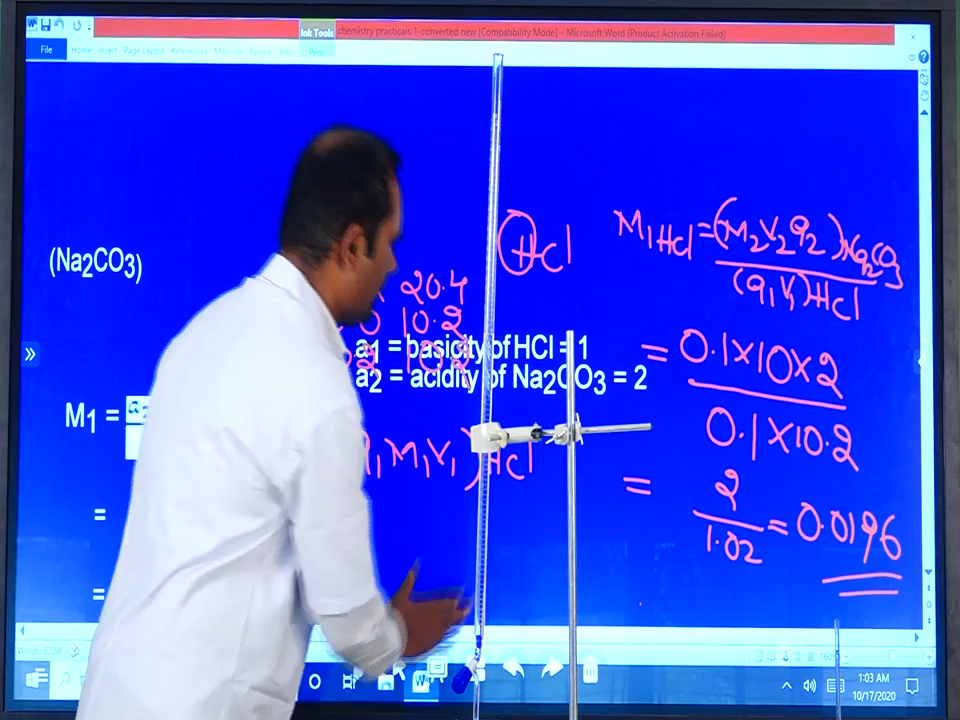 Ink Tools
chemistry practicals 1-converted new [Compatibility Mode] - Microsoft Word (Product Activation Failed)
File Home Insert Page Layout References Mailings Review View Pens
(Na2CO3)
HCl
20.4
0 10.2
a1 = basicity of HCl = 1
a2 = acidity of Na2CO3 = 2
M1 =
M1V1)HCl
=
=
M1HCl = (M2V2a2)Na2CO3
(a1V1)HCl
= 0.1×10×2
0.1×10.2
= 2
1.02 = 0.0196
1:03 AM
10/17/2020